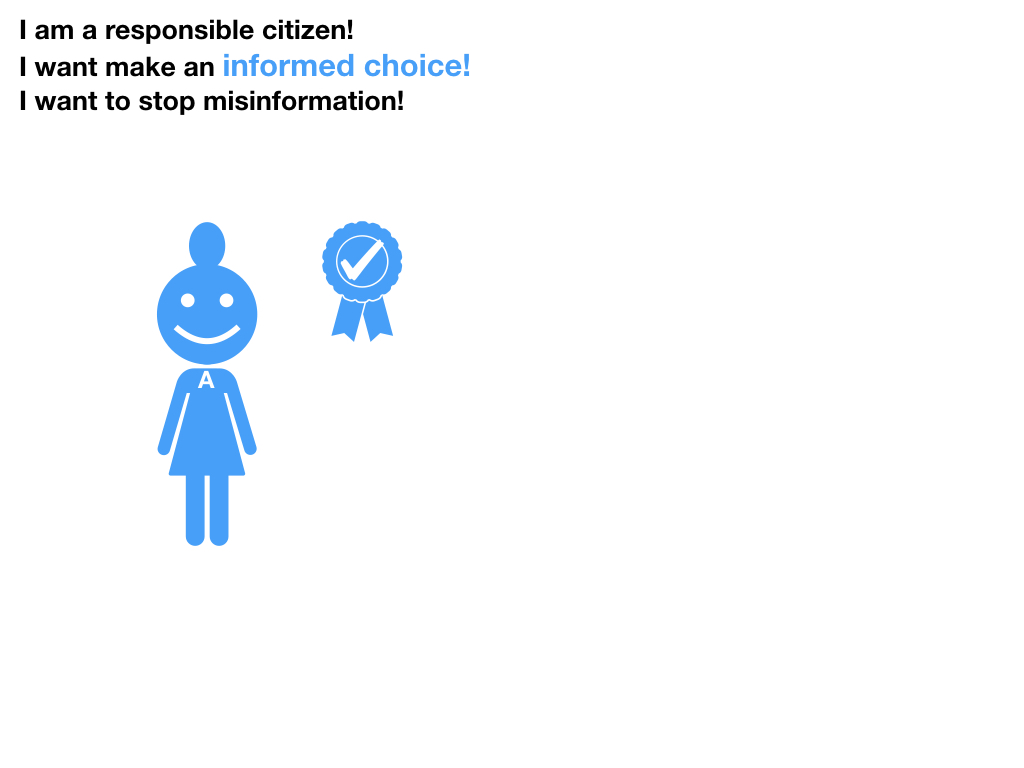 I am a responsible citizen!
I want make an informed choice!
I want to stop misinformation!
A